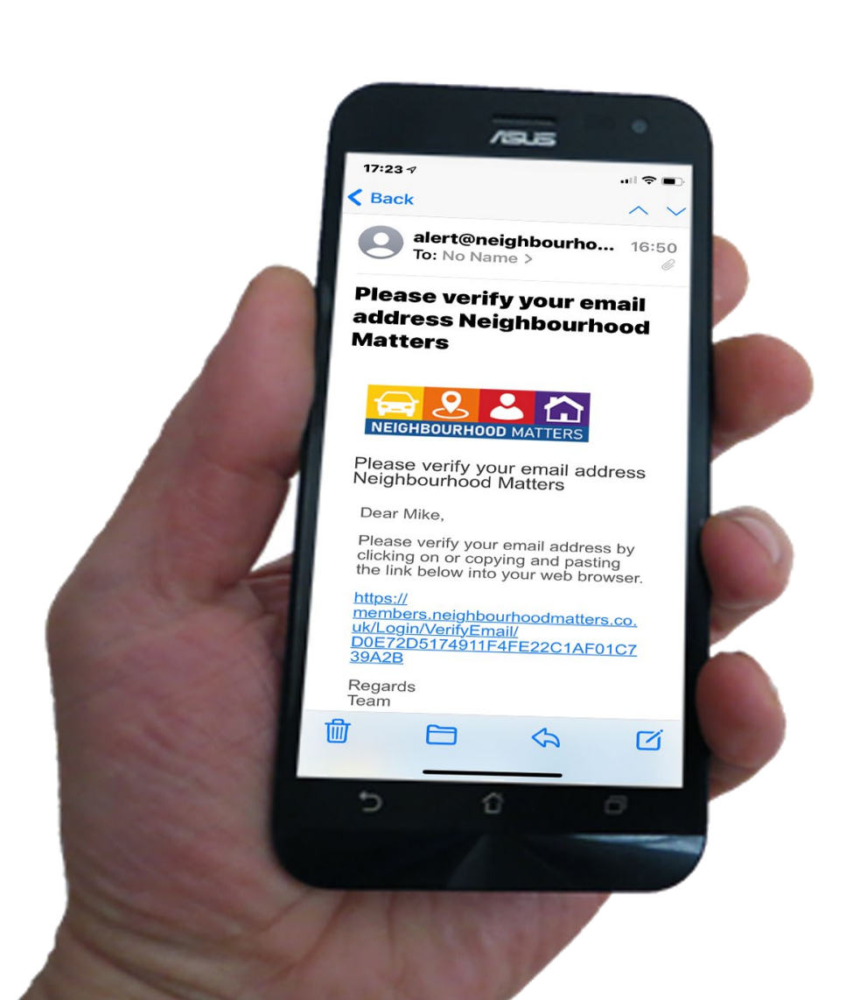 ASUS
17:23
Back
alert@neighbourho... 16:50
To: No Name >
Please verify your email
address Neighbourhood
Matters
NEIGHBOURHOOD MATTERS
Please verify your email address
Neighbourhood Matters
Dear Mike,
Please verify your email address by
clicking on or copying and pasting
the link below into your web browser.
https://
members.neighbourhoodmatters.co.
uk/Login/VerifyEmail/
D0E72D5174911F4FE22C1AF01C7
39A2B
Regards
Team